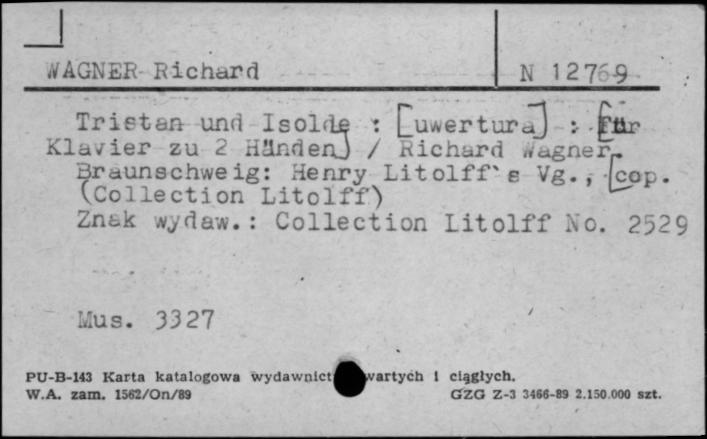 WAGNER Richard N 12769
Tristan und Isolde : [uwertura] : [für
Klavier zu 2 Händen] / Richard Wagner.
Braunschweig: Henry Litolff`s Vg., [cop.
(Collection Litolff)
Znak wydaw.: Collection Litolff No. 2529
Mus. 3327
PU-B-143 Karta katalogowa wydawnict wartych i ciągłych.
W.A. zam. 1562/On/89 GZG Z-3 3466-89 2.150.000 szt.